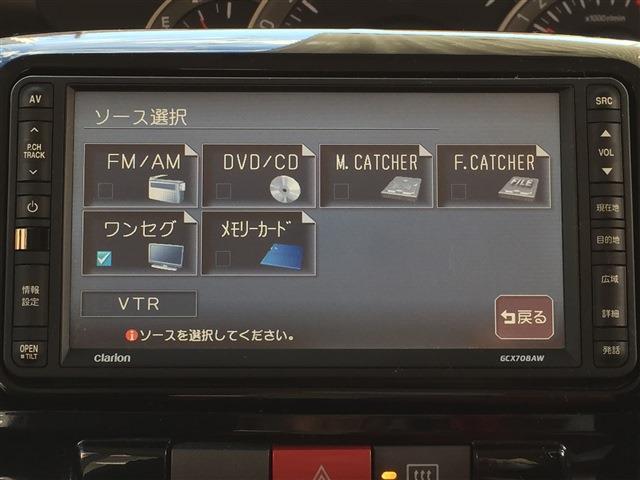 x1000r/min
AV
P.CH
TRACK
情報
設定
OPEN
TILT
ソース選択
FM/AM
DVD/CD
M.CATCHER
F.CATCHER
FILE
ワンセグ
メモリーカード
VTR
ソースを選択してください。
戻る
clarion
GCX708AW
SRC
VOL
現在地
目的地
広域
詳細
発話